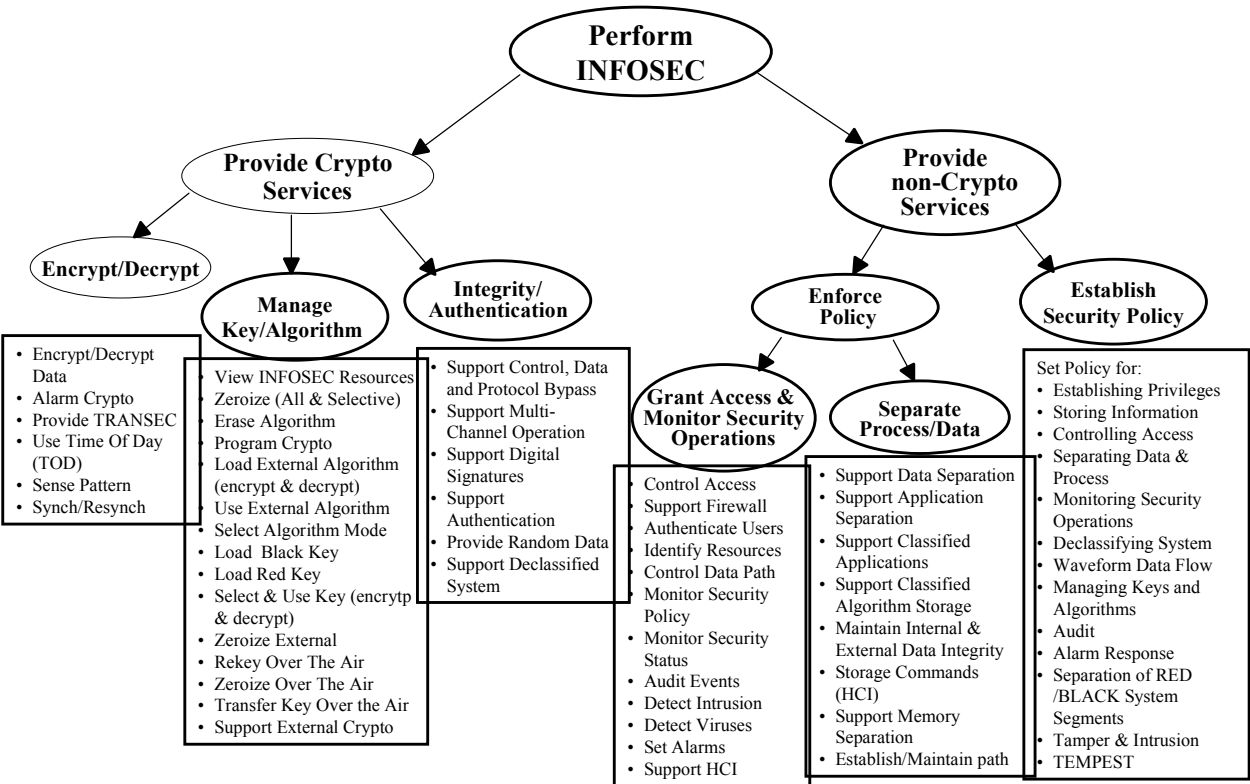 Perform
INFOSEC
Provide Crypto
Services
Provide
non-Crypto
Services
Encrypt/Decrypt
Manage
Key/Algorithm
Integrity/
Authentication
Enforce
Policy
Establish
Security Policy
Grant Access &
Monitor Security
Operations
Separate
Process/Data
• Encrypt/Decrypt
Data
• Alarm Crypto
• Provide TRANSEC
• Use Time Of Day
(TOD)
• Sense Pattern
• Synch/Resynch
• View INFOSEC Resources
• Zeroize (All & Selective)
• Erase Algorithm
• Program Crypto
• Load External Algorithm
(encrypt & decrypt)
• Use External Algorithm
• Select Algorithm Mode
• Load Black Key
• Load Red Key
• Select & Use Key (encrytp
& decrypt)
• Zeroize External
• Rekey Over The Air
• Zeroize Over The Air
• Transfer Key Over the Air
• Support External Crypto
• Support Control, Data
and Protocol Bypass
• Support Multi-
Channel Operation
• Support Digital
Signatures
• Support
Authentication
• Provide Random Data
• Support Declassified
System
• Control Access
• Support Firewall
• Authenticate Users
• Identify Resources
• Control Data Path
• Monitor Security
Policy
• Monitor Security
Status
• Audit Events
• Detect Intrusion
• Detect Viruses
• Set Alarms
• Support HCI
• Support Data Separation
• Support Application
Separation
• Support Classified
Applications
• Support Classified
Algorithm Storage
• Maintain Internal &
External Data Integrity
• Storage Commands
(HCI)
• Support Memory
Separation
• Establish/Maintain path
Set Policy for:
• Establishing Privileges
• Storing Information
• Controlling Access
• Separating Data &
Process
• Monitoring Security
Operations
• Declassifying System
• Waveform Data Flow
• Managing Keys and
Algorithms
• Audit
• Alarm Response
• Separation of RED
/BLACK System
Segments
• Tamper & Intrusion
• TEMPEST